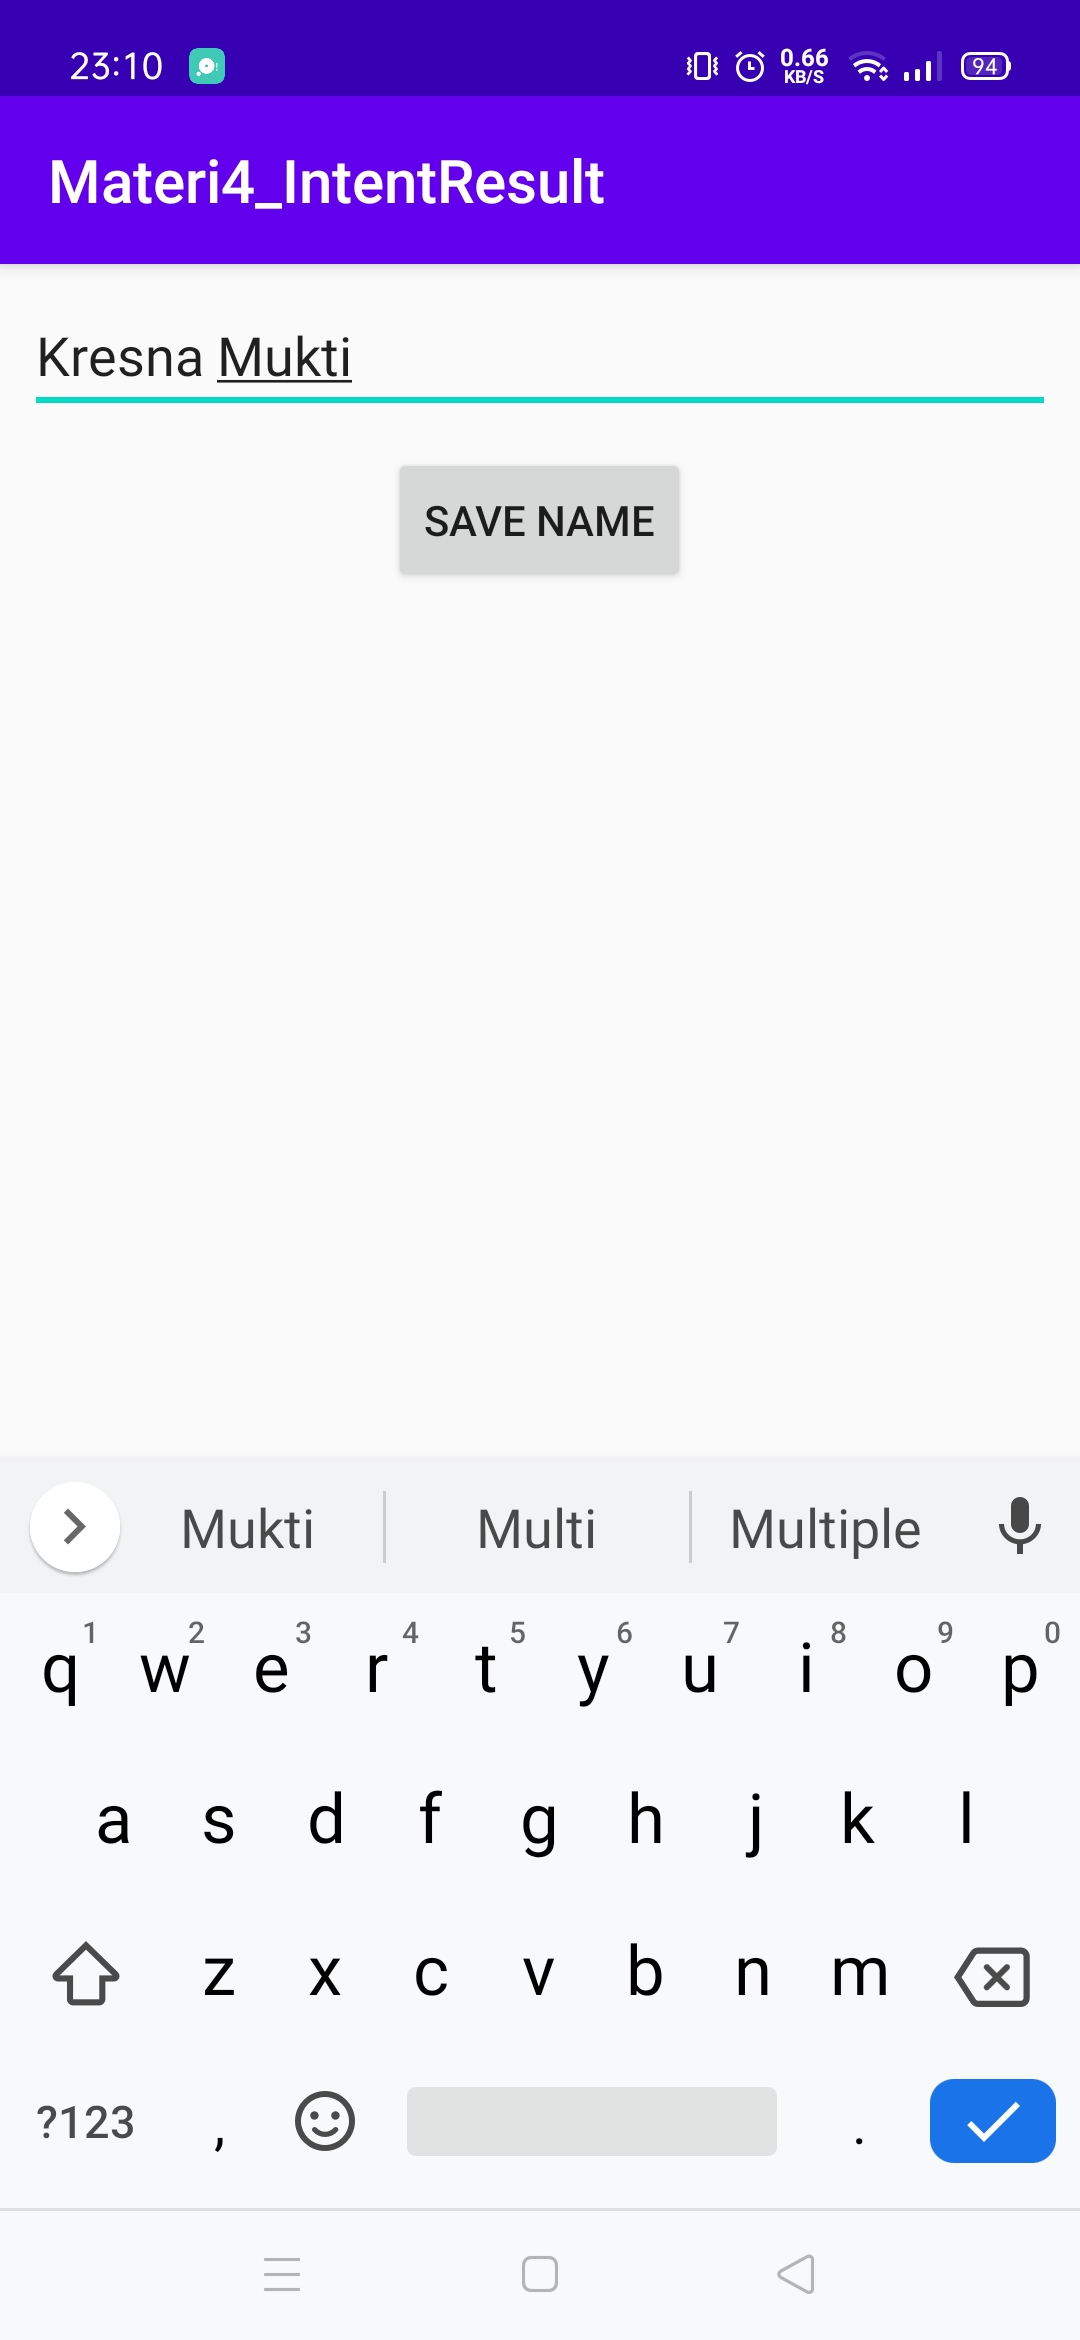 23:10 0.66 KB/S 94
Materi4_IntentResult
Kresna Mukti
SAVE NAME
Mukti Multi Multiple
1 2 3 4 5 6 7 8 9 0
q w e r t y u i o p
a s d f g h j k l
z x c v b n m
?123 , .